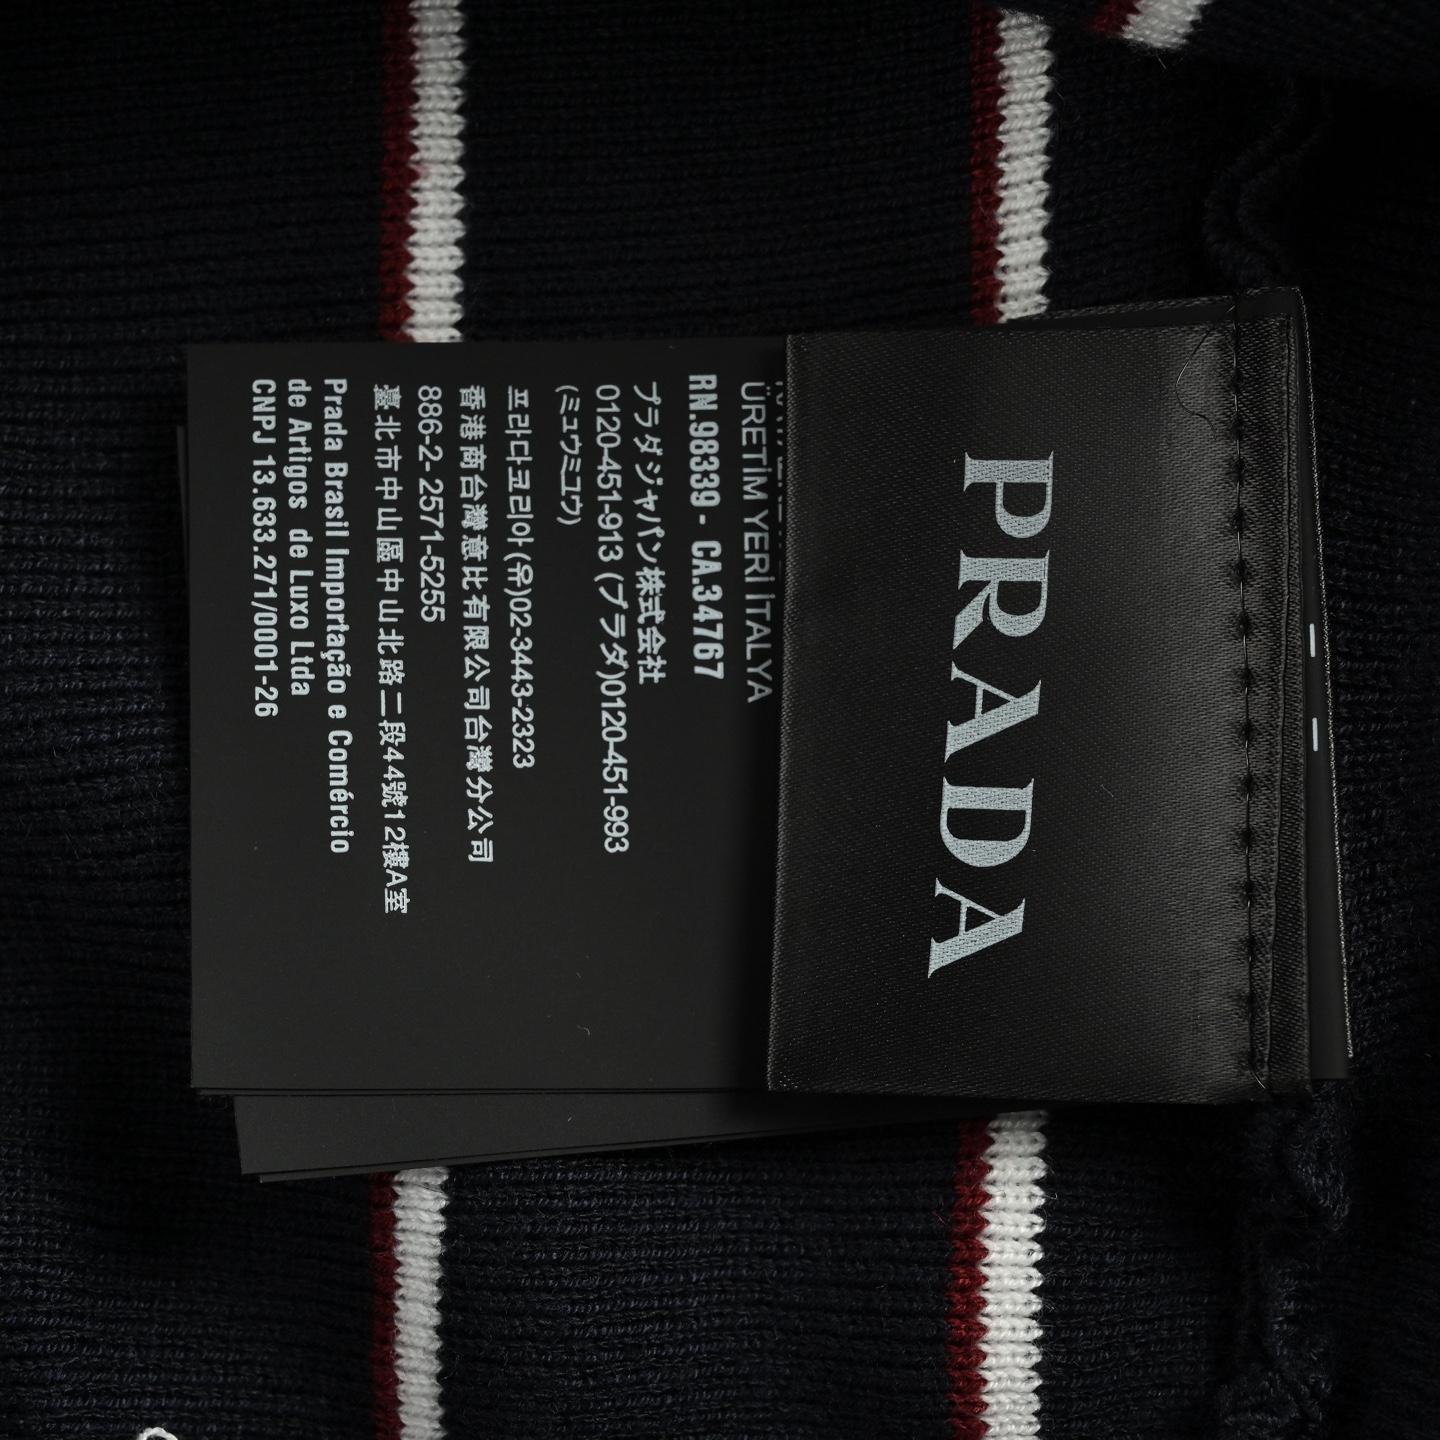 PRADA
ÜRETİM YERİ İTALYA
RN.98339 - CA.34767
プラダジャパン株式会社
0120-451-913 (プラダ)0120-451-993
(ミュウミュウ)
프라다코리아(유)02-3443-2323
香港商台灣意比有限公司台灣分公司
886-2- 2571-5255
臺北市中山區中山北路二段44號12樓A室
Prada Brasil Importação e Comércio
de Artigos de Luxo Ltda
CNPJ 13.633.271/0001-26